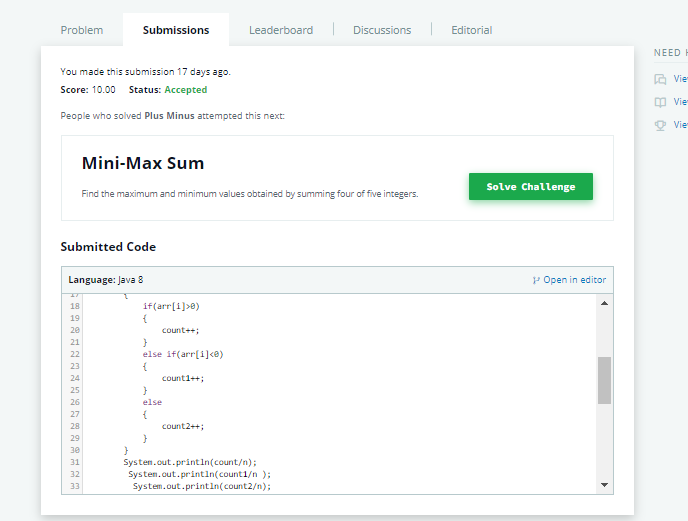 Problem Submissions Leaderboard Discussions Editorial
NEED H
You made this submission 17 days ago.
Score: 10.00 Status: Accepted
View
View
View
People who solved Plus Minus attempted this next:
Mini-Max Sum
Find the maximum and minimum values obtained by summing four of five integers.
Solve Challenge
Submitted Code
Language: Java 8 Open in editor
17 {
18 if(arr[i]>0)
19 {
20 count++;
21 }
22 else if(arr[i]<0)
23 {
24 count1++;
25 }
26 else
27 {
28 count2++;
29 }
30 }
31 System.out.println(count/n);
32 System.out.println(count1/n );
33 System.out.println(count2/n);